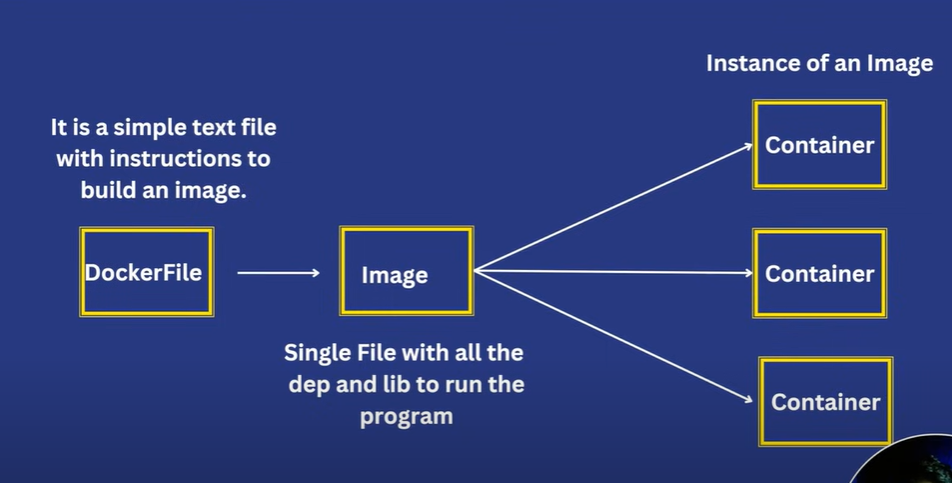 Instance of an Image
It is a simple text file
with instructions to
build an image.
Container
DockerFile
Image
Container
Single File with all the
dep and lib to run the
program
Container